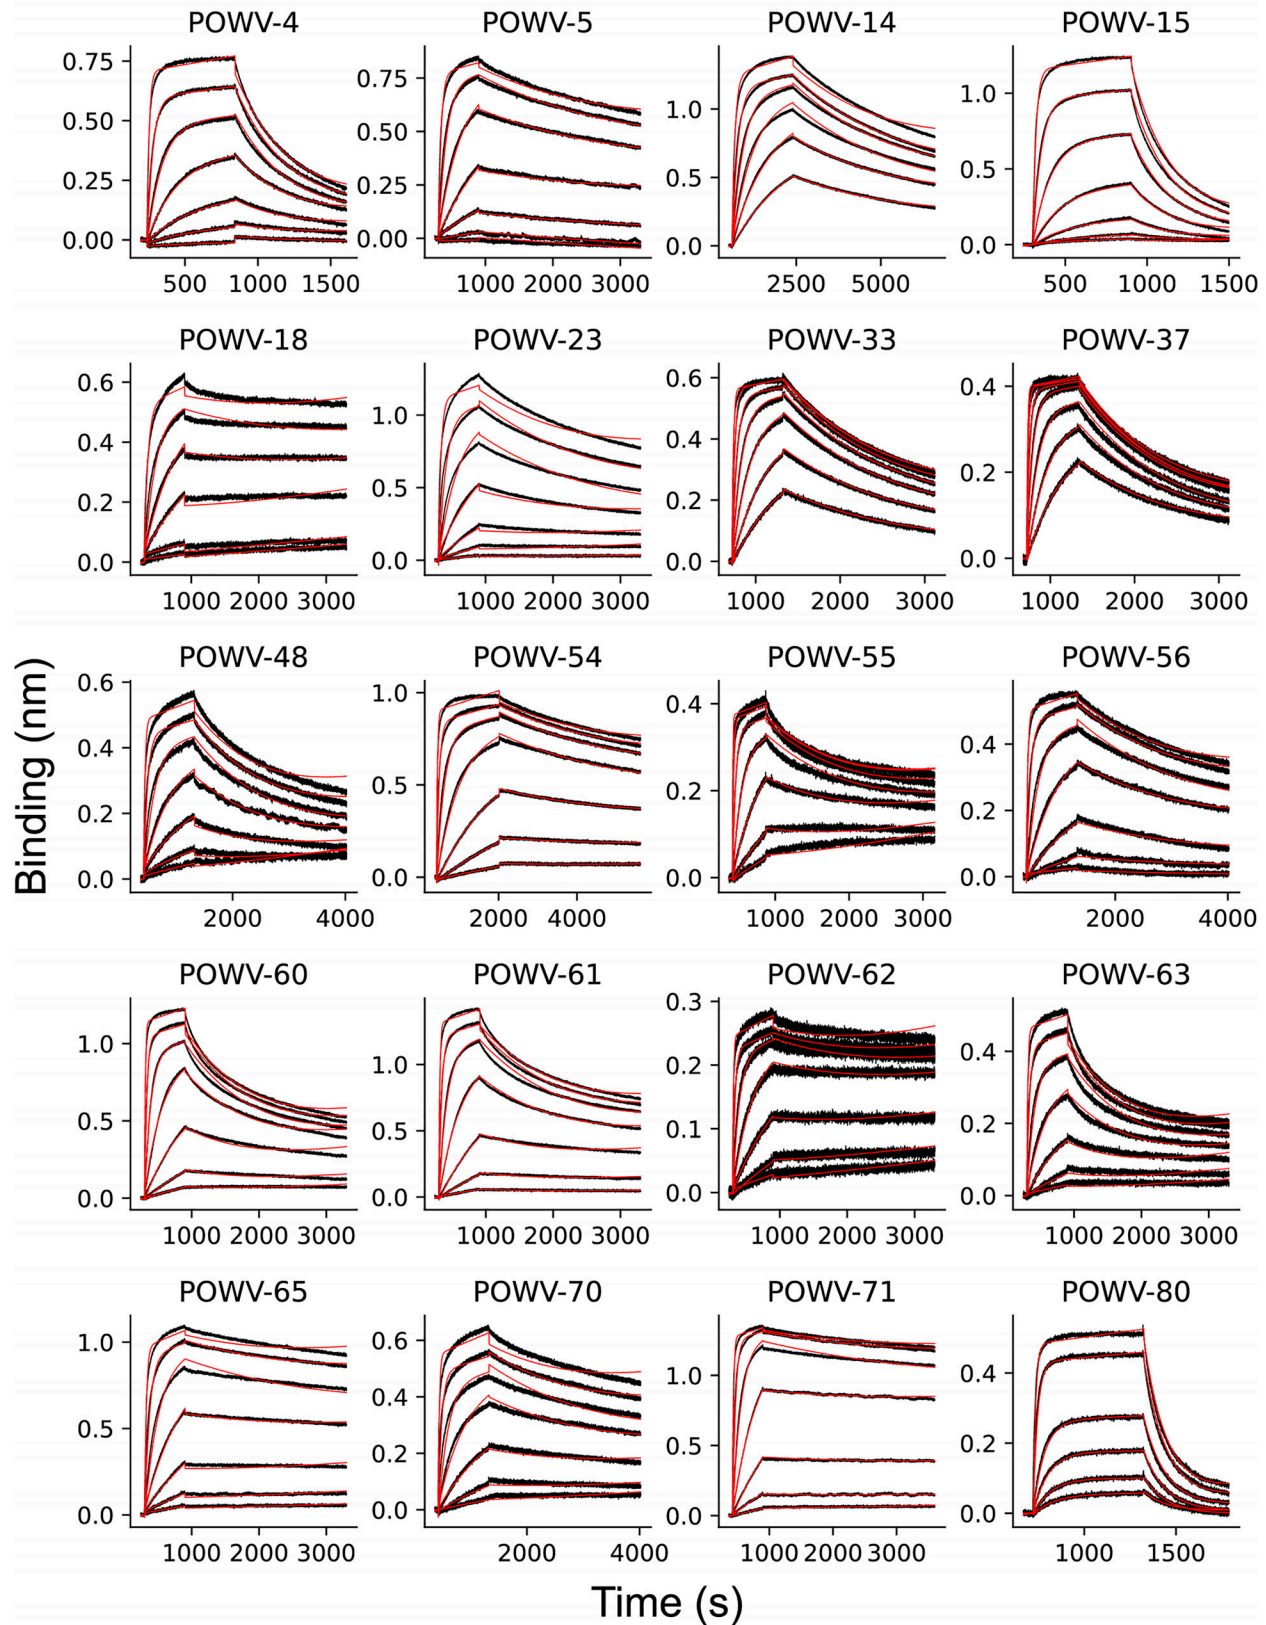 POWV-4 POWV-5 POWV-14 POWV-15
0.75 0.50 0.25 0.00
0.75 0.50 0.25 0.00
1.0 0.5 0.0
1.0 0.5 0.0
500 1000 1500
1000 2000 3000
2500 5000
500 1000 1500
POWV-18 POWV-23 POWV-33 POWV-37
0.6 0.4 0.2 0.0
1.0 0.5 0.0
0.6 0.4 0.2 0.0
0.4 0.2 0.0
1000 2000 3000
1000 2000 3000
1000 2000 3000
1000 2000 3000
POWV-48 POWV-54 POWV-55 POWV-56
0.6 0.4 0.2 0.0
1.0 0.5 0.0
0.4 0.2 0.0
0.4 0.2 0.0
2000 4000
2000 4000
1000 2000 3000
2000 4000
Binding (nm)
POWV-60 POWV-61 POWV-62 POWV-63
1.0 0.5 0.0
1.0 0.5 0.0
0.3 0.2 0.1 0.0
0.4 0.2 0.0
1000 2000 3000
1000 2000 3000
1000 2000 3000
1000 2000 3000
POWV-65 POWV-70 POWV-71 POWV-80
1.0 0.5 0.0
0.6 0.4 0.2 0.0
1.0 0.5 0.0
0.4 0.2 0.0
1000 2000 3000
2000 4000
1000 2000 3000
1000 1500
Time (s)